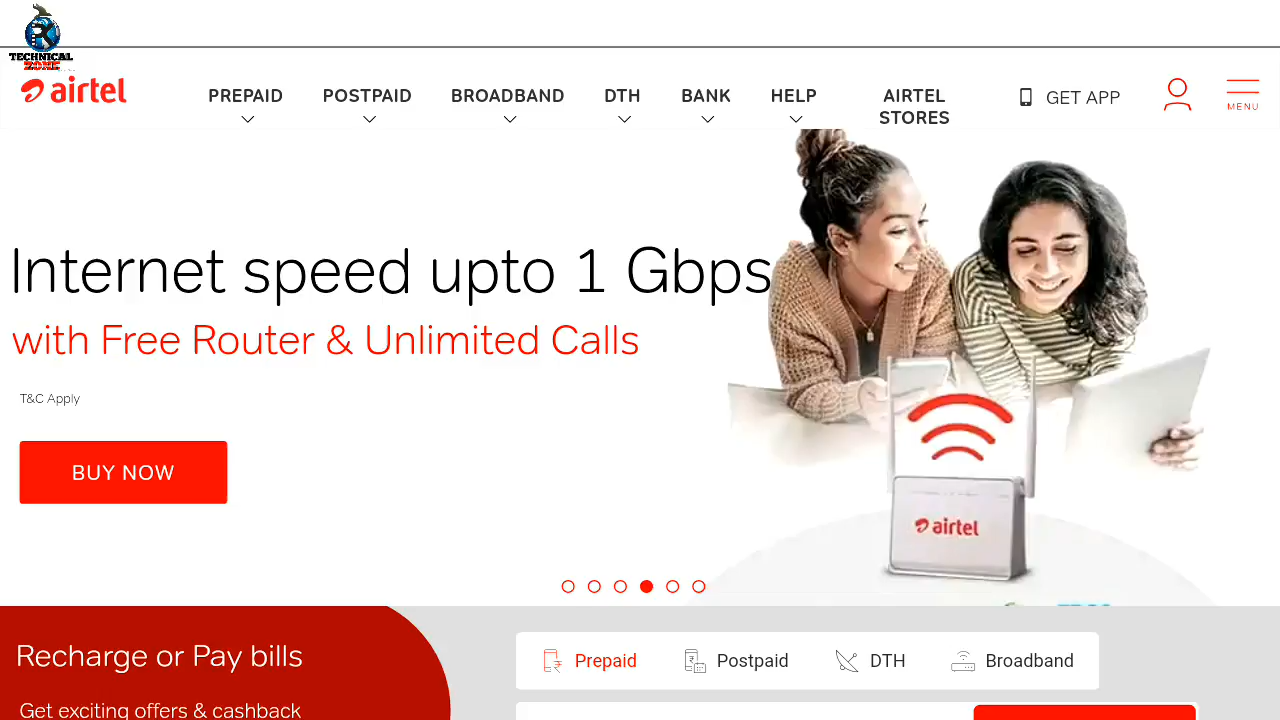 TECHNICAL
ZONE
airtel
PREPAID
POSTPAID
BROADBAND
DTH
BANK
HELP
AIRTEL
STORES
GET APP
MENU
Internet speed upto 1 Gbps
with Free Router & Unlimited Calls
T&C Apply
BUY NOW
airtel
Recharge or Pay bills
Get exciting offers & cashback
Prepaid
Postpaid
DTH
Broadband